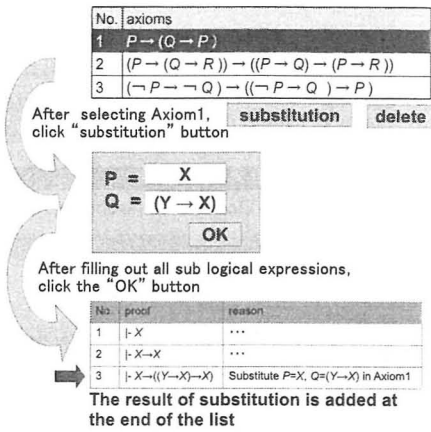 No. axioms
1 P→(Q→P)
2 (P→(Q→R))→((P→Q)→(P→R))
3 (¬P→¬Q)→((¬P→Q)→P)
After selecting Axiom1,
click “substitution” button
substitution delete
P = X
Q = (Y→X)
OK
After filling out all sub logical expressions,
click the “OK” button
No. proof reason
1 |- X ···
2 |- X→X ···
3 |- X→((Y→X)→X) Substitute P=X, Q=(Y→X) in Axiom1
The result of substitution is added at
the end of the list